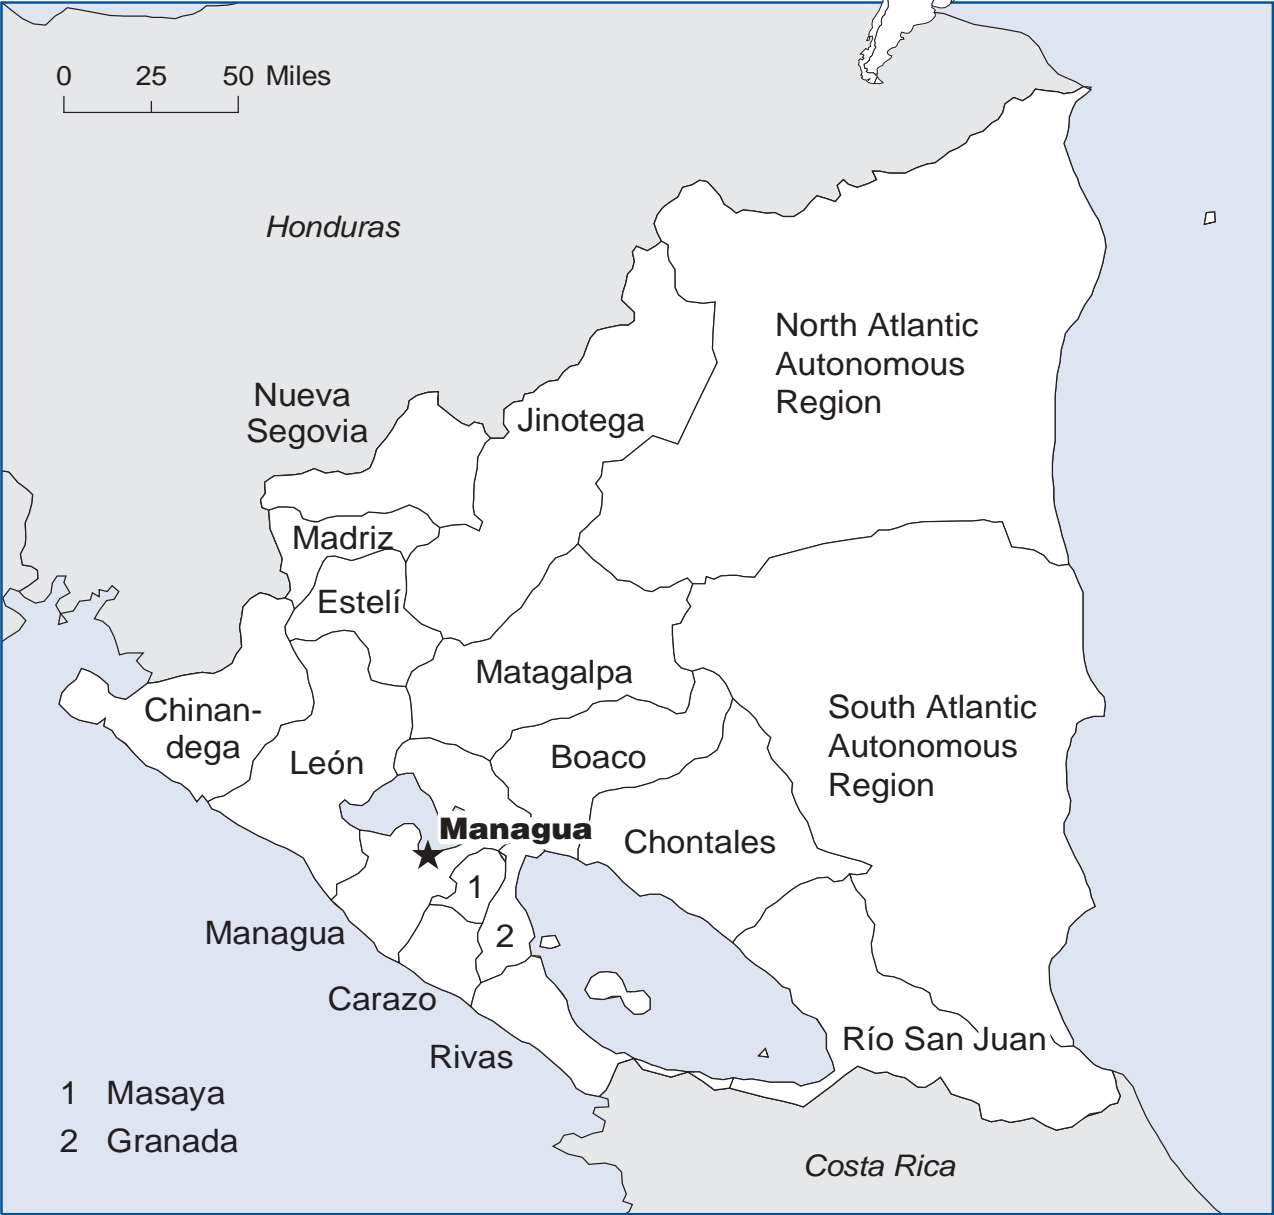 0 25 50 Miles
Honduras
North Atlantic
Autonomous
Region
Nueva
Segovia
Jinotega
Madriz
Estelí
Matagalpa
Chinan-
dega
South Atlantic
Autonomous
Region
León
Boaco
Managua
Chontales
1
2
Managua
Carazo
Río San Juan
Rivas
1 Masaya
2 Granada
Costa Rica